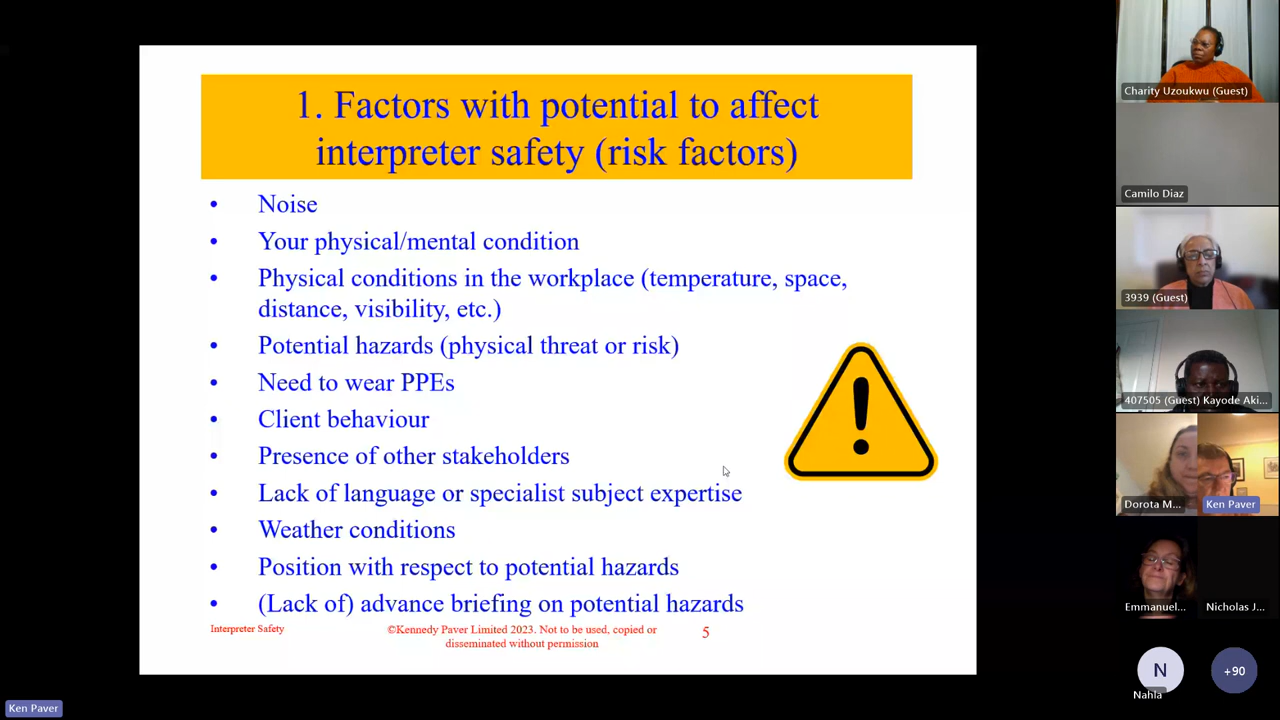 1. Factors with potential to affect
interpreter safety (risk factors)
• Noise
• Your physical/mental condition
• Physical conditions in the workplace (temperature, space,
distance, visibility, etc.)
• Potential hazards (physical threat or risk)
• Need to wear PPEs
• Client behaviour
• Presence of other stakeholders
• Lack of language or specialist subject expertise
• Weather conditions
• Position with respect to potential hazards
• (Lack of) advance briefing on potential hazards
Interpreter Safety
©Kennedy Paver Limited 2023. Not to be used, copied or
disseminated without permission
5
Charity Uzoukwu (Guest)
Camilo Diaz
3939 (Guest)
407505 (Guest) Kayode Aki...
Dorota M...
Ken Paver
Emmanuel...
Nicholas J...
N
Nahla
+90
Ken Paver